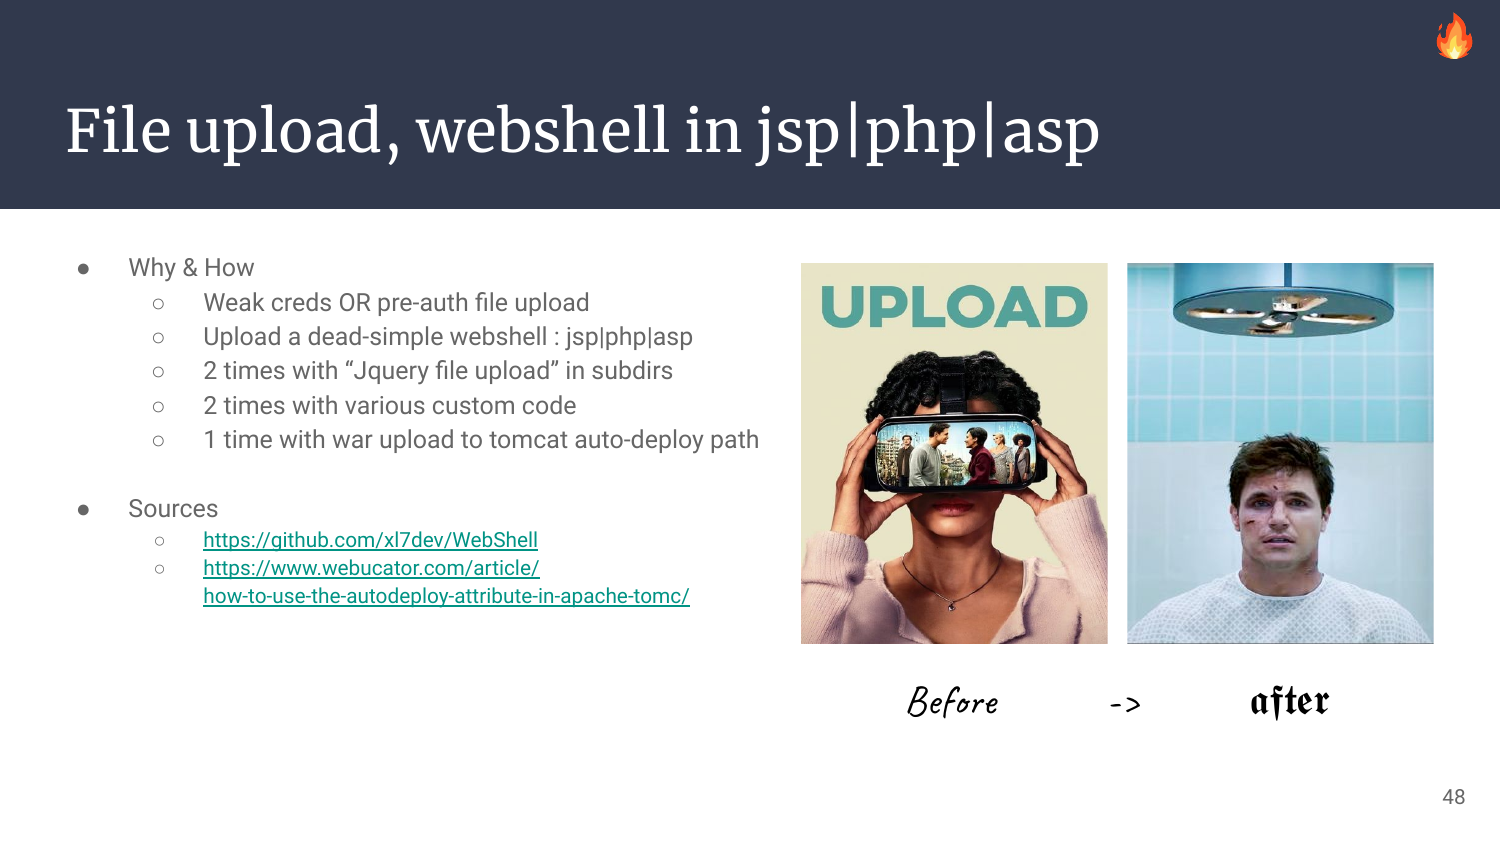 File upload, webshell in jsp|php|asp
● Why & How
○ Weak creds OR pre-auth file upload
○ Upload a dead-simple webshell : jsp|php|asp
○ 2 times with “Jquery file upload” in subdirs
○ 2 times with various custom code
○ 1 time with war upload to tomcat auto-deploy path
● Sources
○ https://github.com/xl7dev/WebShell
○ https://www.webucator.com/article/
how-to-use-the-autodeploy-attribute-in-apache-tomc/
UPLOAD
Before -> after
48